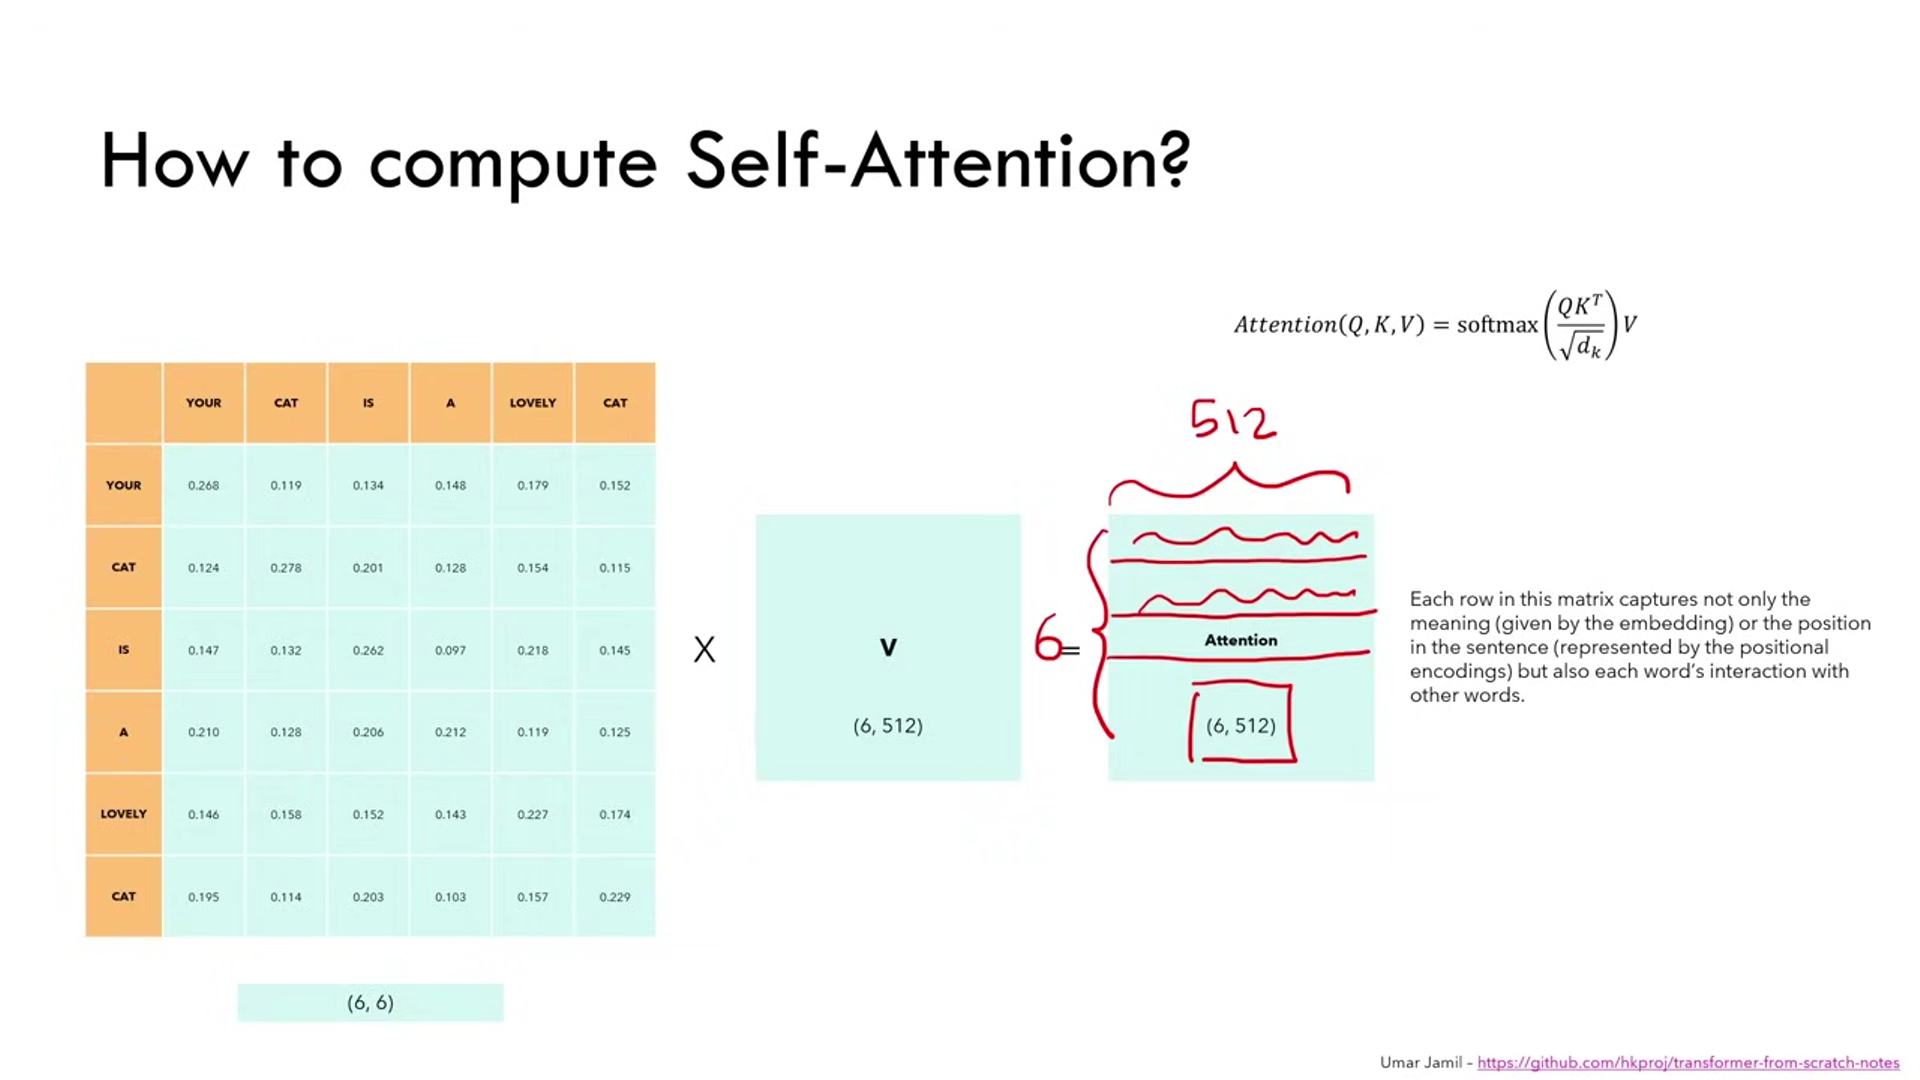 How to compute Self-Attention?
Attention(Q, K, V) = softmax(QK^T / √d_k) V
YOUR CAT IS A LOVELY CAT
YOUR 0.268 0.119 0.134 0.148 0.179 0.152
CAT 0.124 0.278 0.201 0.128 0.154 0.115
IS 0.147 0.132 0.262 0.097 0.218 0.145
A 0.210 0.128 0.206 0.212 0.119 0.125
LOVELY 0.146 0.158 0.152 0.143 0.227 0.174
CAT 0.195 0.114 0.203 0.103 0.157 0.229
(6, 6)
X
V
(6, 512)
6
=
512
Attention
(6, 512)
Each row in this matrix captures not only the
meaning (given by the embedding) or the position
in the sentence (represented by the positional
encodings) but also each word's interaction with
other words.
Umar Jamil – https://github.com/hkproj/transformer-from-scratch-notes